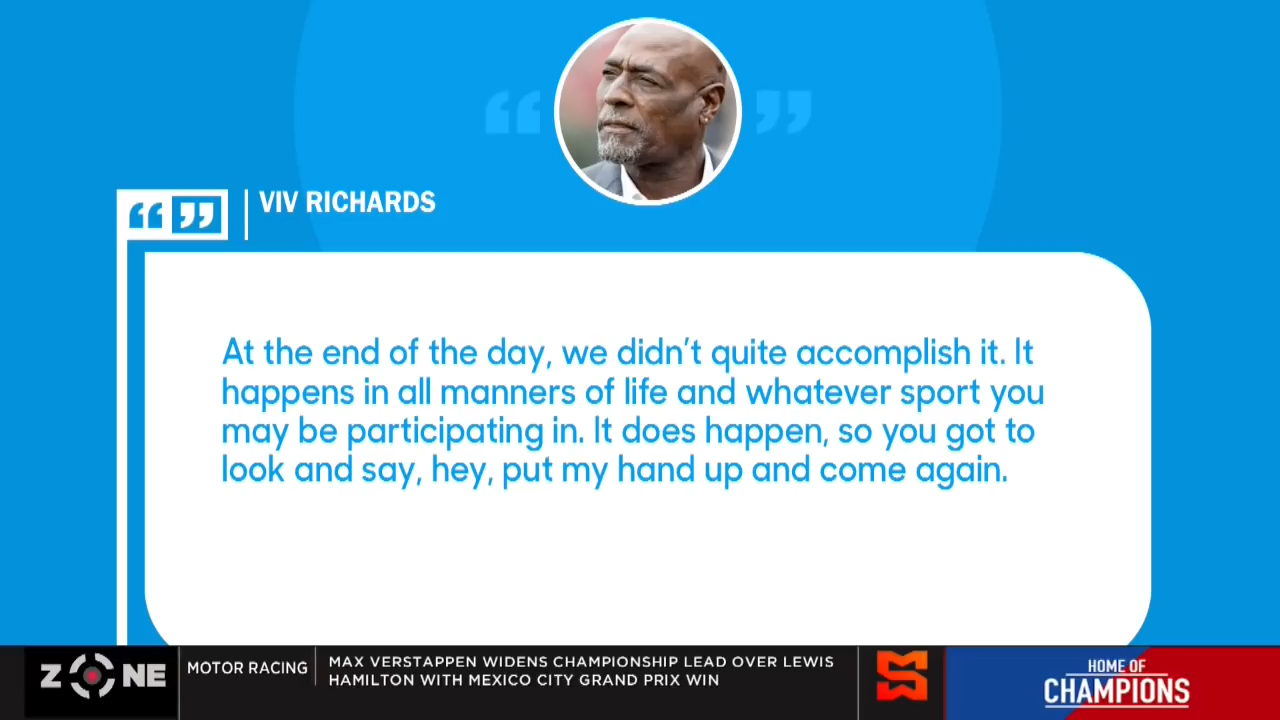 VIV RICHARDS
At the end of the day, we didn't quite accomplish it. It
happens in all manners of life and whatever sport you
may be participating in. It does happen, so you got to
look and say, hey, put my hand up and come again.
ZONE
MOTOR RACING
MAX VERSTAPPEN WIDENS CHAMPIONSHIP LEAD OVER LEWIS
HAMILTON WITH MEXICO CITY GRAND PRIX WIN
HOME OF
CHAMPIONS